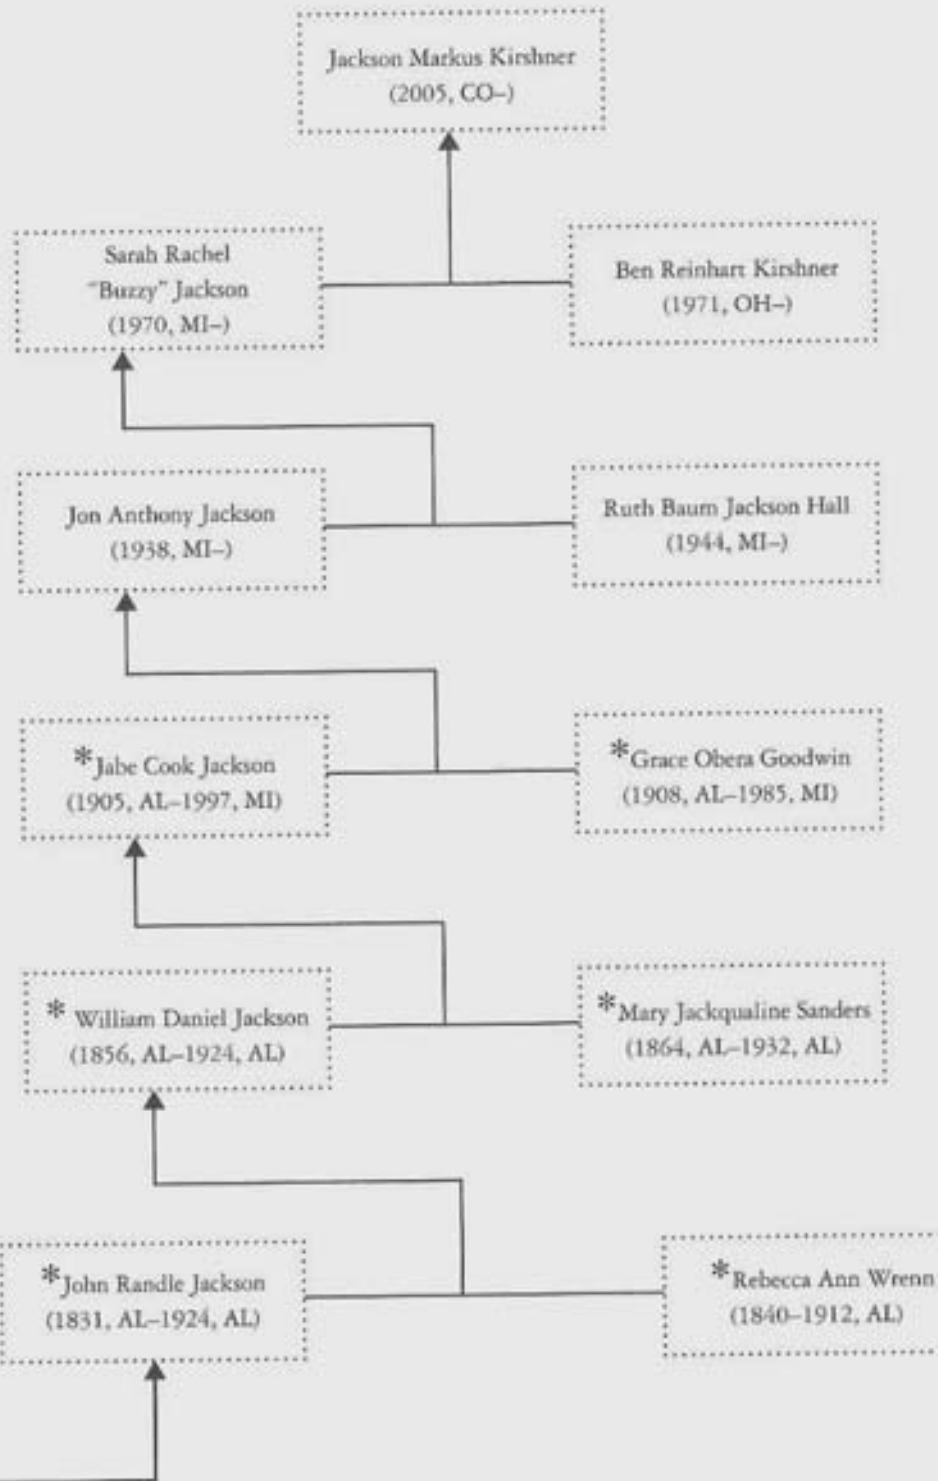 Jackson Markus Kirshner
(2005, CO–)
Sarah Rachel
"Buzzy" Jackson
(1970, MI–)
Ben Reinhart Kirshner
(1971, OH–)
Jon Anthony Jackson
(1938, MI–)
Ruth Baum Jackson Hall
(1944, MI–)
*Jabe Cook Jackson
(1905, AL–1997, MI)
*Grace Obera Goodwin
(1908, AL–1985, MI)
* William Daniel Jackson
(1856, AL–1924, AL)
*Mary Jackqualine Sanders
(1864, AL–1932, AL)
*John Randle Jackson
(1831, AL–1924, AL)
*Rebecca Ann Wrenn
(1840–1912, AL)